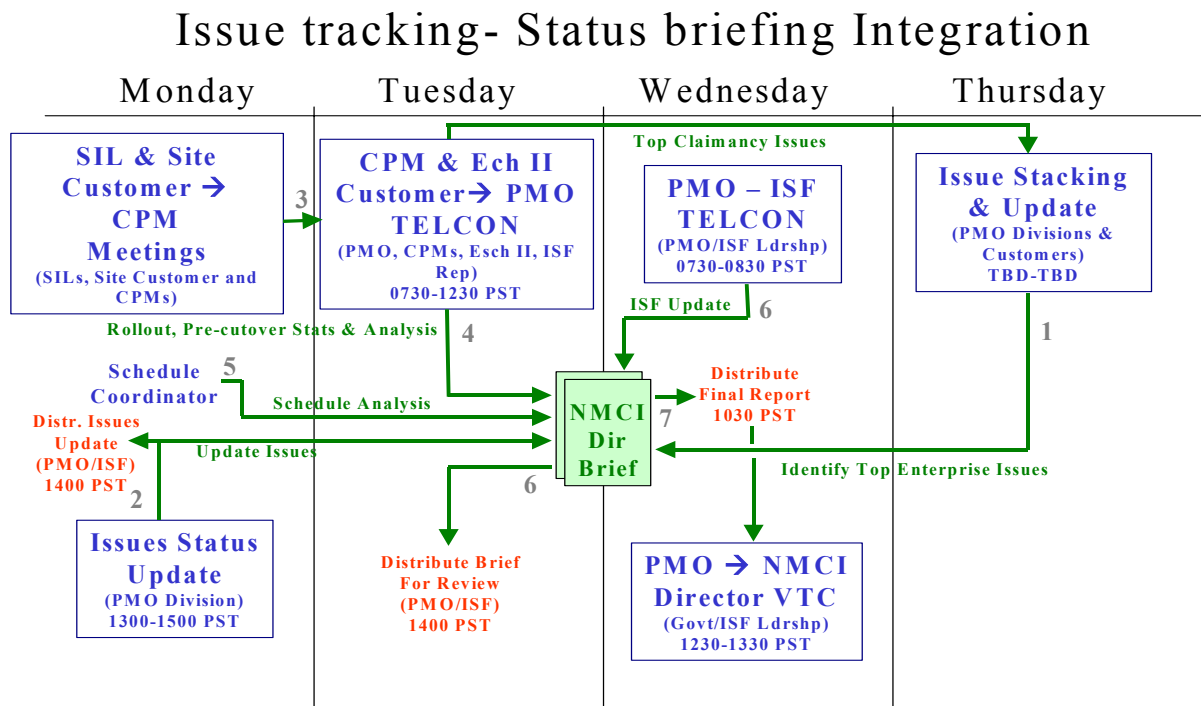 Issue tracking- Status briefing Integration
Monday
Tuesday
Wednesday
Thursday
SIL & Site
Customer →
CPM
Meetings
(SILs, Site Customer and
CPMs)
3
CPM & Ech II
Customer→ PMO
TELCON
(PMO, CPMs, Esch II, ISF
Rep)
0730-1230 PST
Top Claimancy Issues
PMO – ISF
TELCON
(PMO/ISF Ldrshp)
0730-0830 PST
Issue Stacking
& Update
(PMO Divisions &
Customers)
TBD-TBD
Rollout, Pre-cutover Stats & Analysis
4
ISF Update
6
1
Schedule
Coordinator
5
Schedule Analysis
NMCI
Dir
Brief
7
Distribute
Final Report
1030 PST
Distr. Issues
Update
(PMO/ISF)
1400 PST
Update Issues
2
6
Identify Top Enterprise Issues
Issues Status
Update
(PMO Division)
1300-1500 PST
Distribute Brief
For Review
(PMO/ISF)
1400 PST
PMO → NMCI
Director VTC
(Govt/ISF Ldrshp)
1230-1330 PST